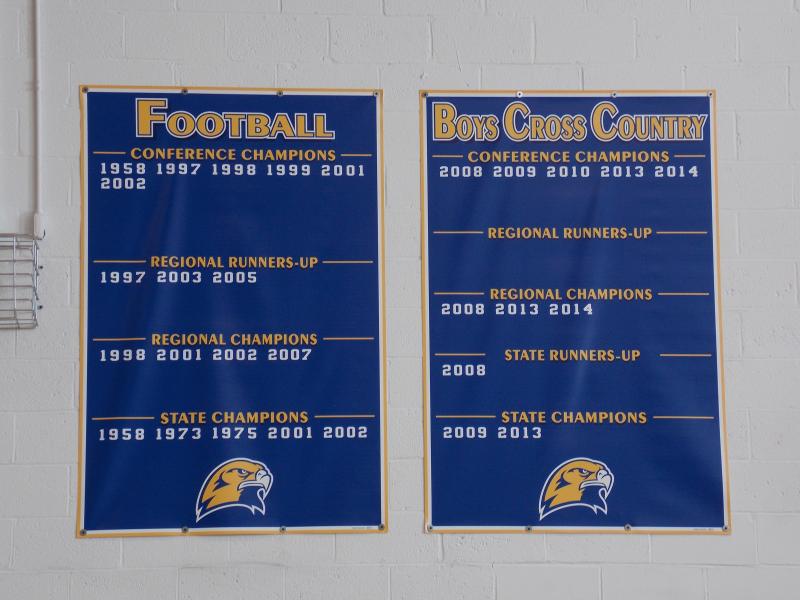 FOOTBALL
CONFERENCE CHAMPIONS
1958 1997 1998 1999 2001
2002
REGIONAL RUNNERS-UP
1997 2003 2005
REGIONAL CHAMPIONS
1998 2001 2002 2007
STATE CHAMPIONS
1958 1973 1975 2001 2002
BOYS CROSS COUNTRY
CONFERENCE CHAMPIONS
2008 2009 2010 2013 2014
REGIONAL RUNNERS-UP
REGIONAL CHAMPIONS
2008 2013 2014
STATE RUNNERS-UP
2008
STATE CHAMPIONS
2009 2013